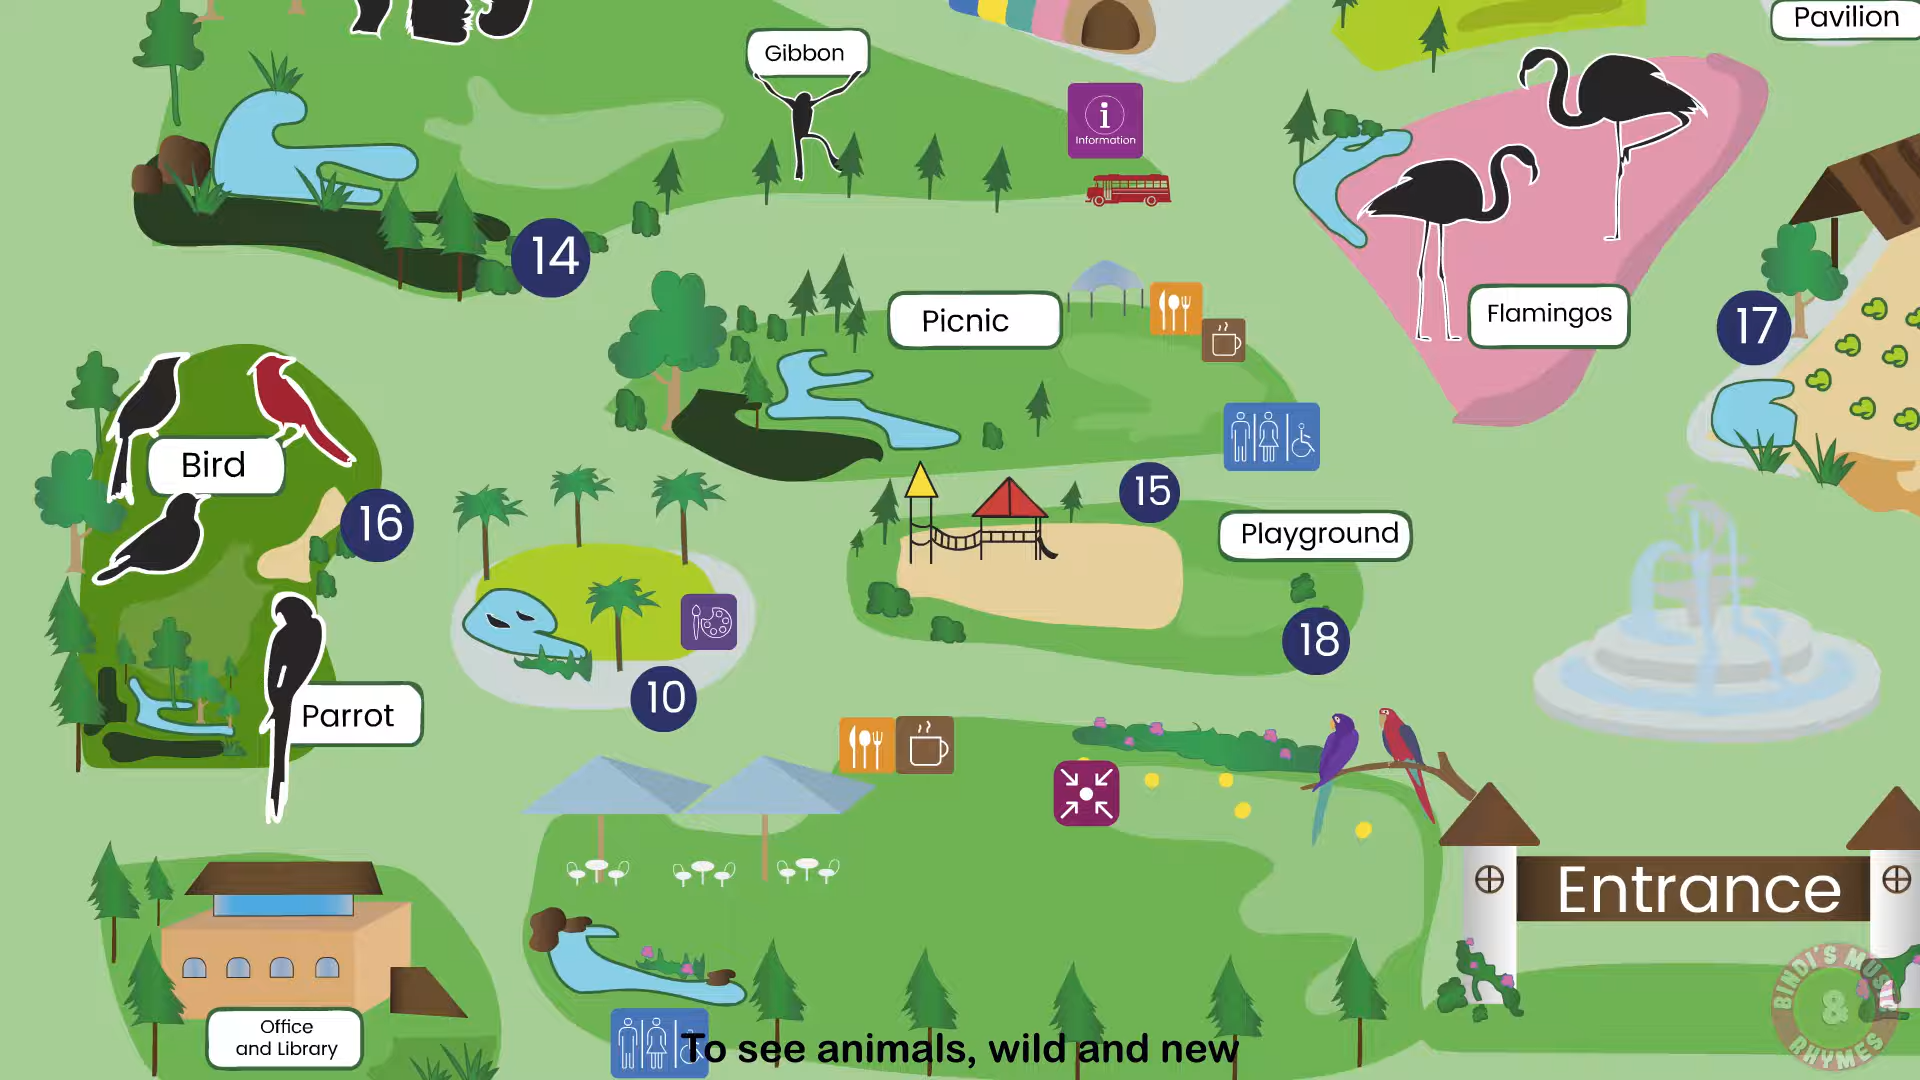 Pavilion
Gibbon
i
Information
14
Picnic
Flamingos
17
Bird
16
15
Playground
10
18
Parrot
Entrance
Office
and Library
To see animals, wild and new
BINDI'S MUSIC
&
RHYMES